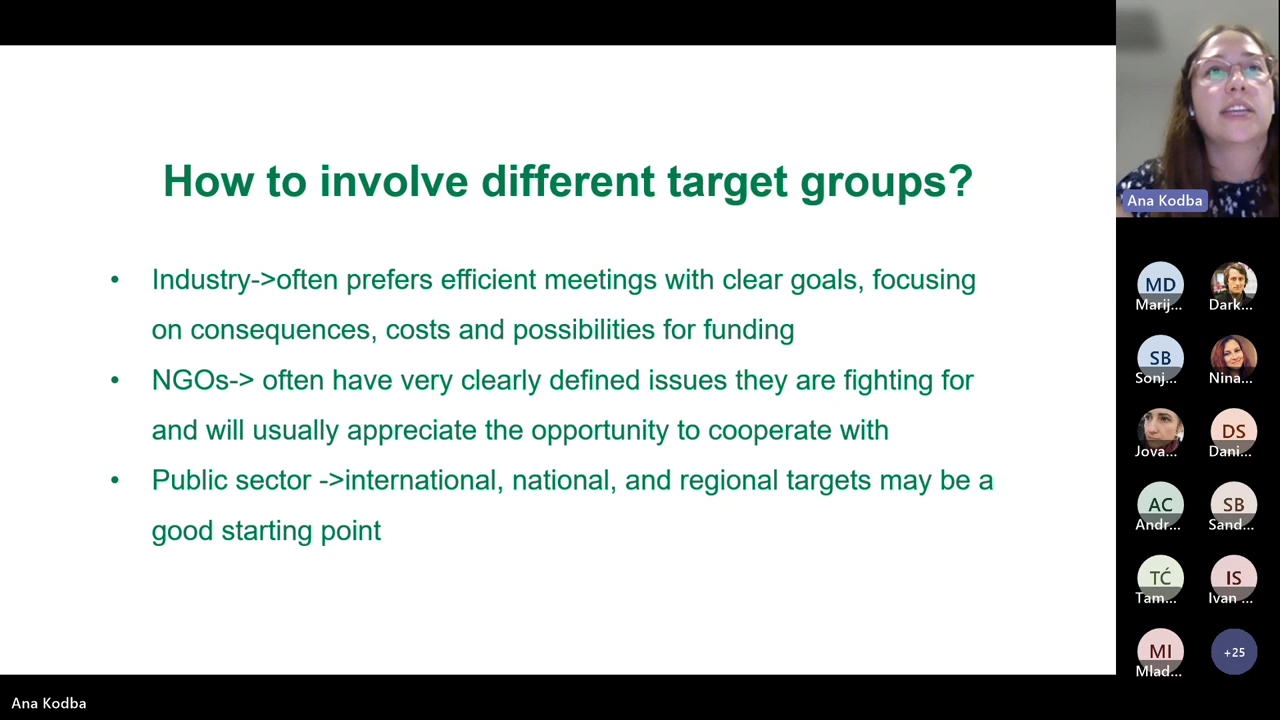 How to involve different target groups?
• Industry->often prefers efficient meetings with clear goals, focusing
on consequences, costs and possibilities for funding
• NGOs-> often have very clearly defined issues they are fighting for
and will usually appreciate the opportunity to cooperate with
• Public sector ->international, national, and regional targets may be a
good starting point
Ana Kodba
MD
Marij...
Dark...
SB
Sonj...
Nina...
Jova...
DS
Dani...
AC
Andr...
SB
Sand...
TĆ
Tam...
IS
Ivan ...
MI
Mlad...
+25
Ana Kodba